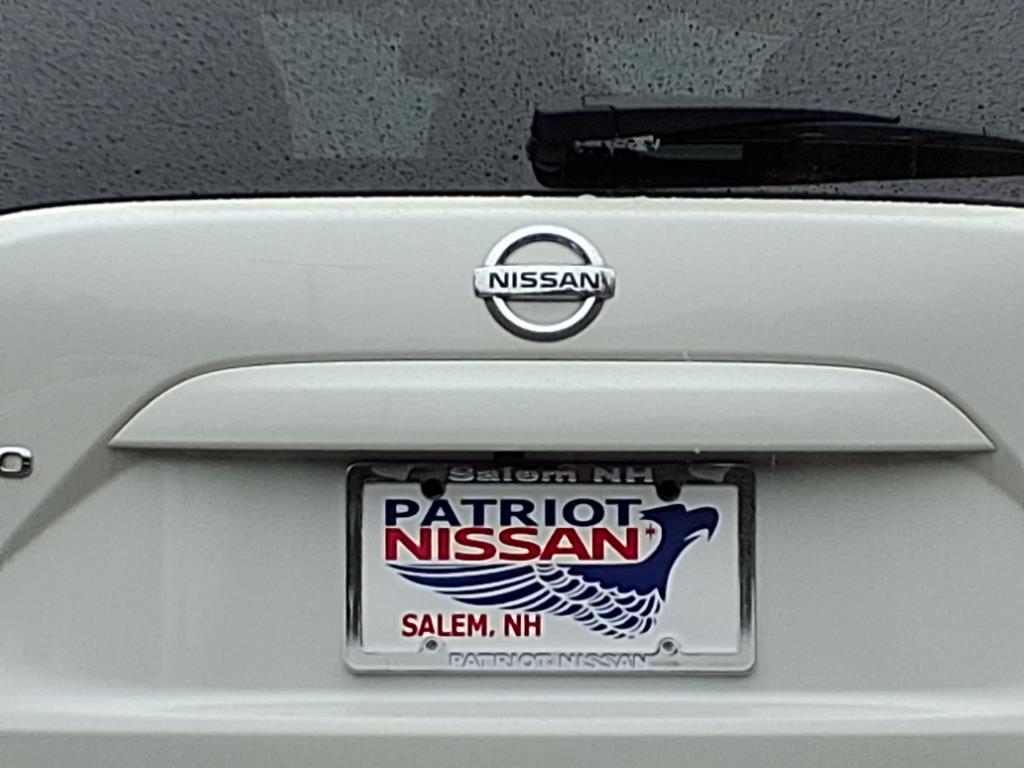 NISSAN
Salem NH
PATRIOT
NISSAN
SALEM, NH
PATRIOT NISSAN